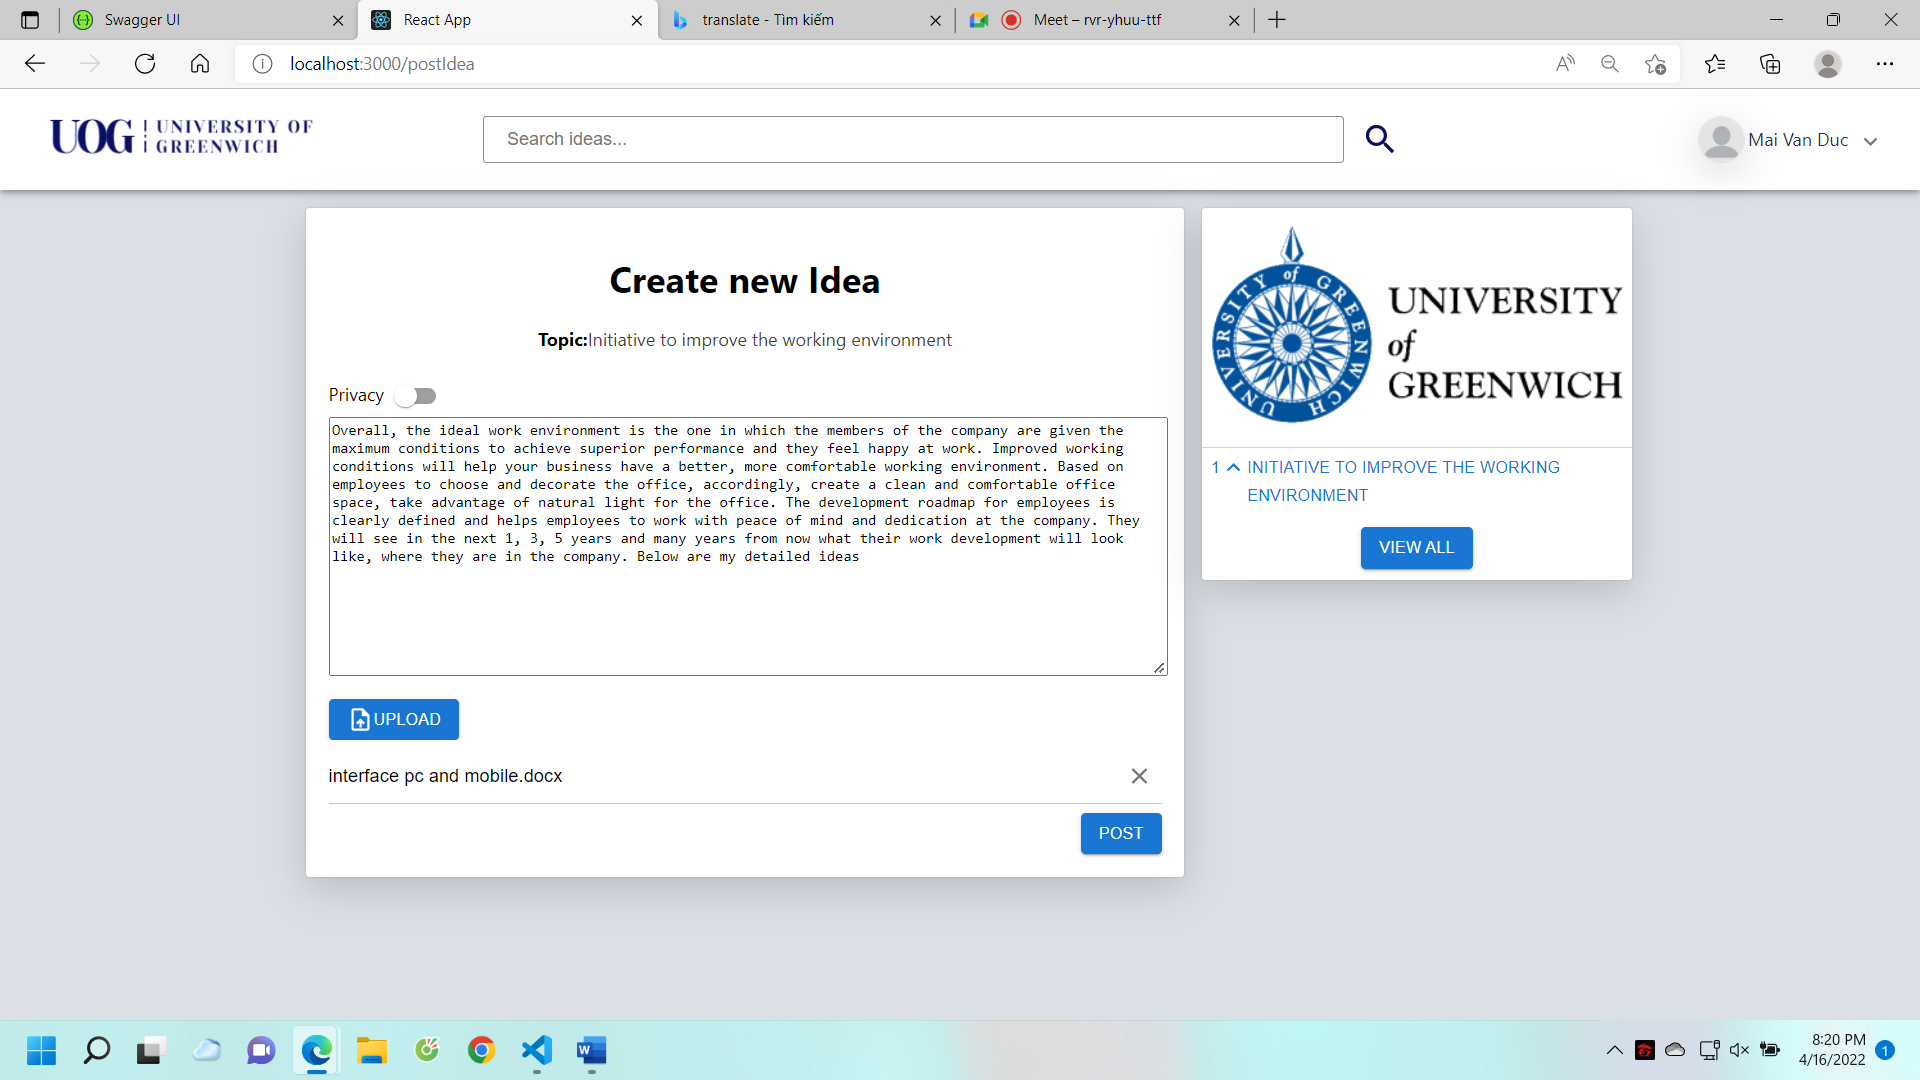 Swagger UI
React App
translate - Tìm kiếm
Meet – rvr-yhuu-ttf
localhost:3000/postIdea
UOG UNIVERSITY OF
GREENWICH
Search ideas...
Mai Van Duc
Create new Idea
Topic:Initiative to improve the working environment
Privacy
Overall, the ideal work environment is the one in which the members of the company are given the
maximum conditions to achieve superior performance and they feel happy at work. Improved working
conditions will help your business have a better, more comfortable working environment. Based on
employees to choose and decorate the office, accordingly, create a clean and comfortable office
space, take advantage of natural light for the office. The development roadmap for employees is
clearly defined and helps employees to work with peace of mind and dedication at the company. They
will see in the next 1, 3, 5 years and many years from now what their work development will look
like, where they are in the company. Below are my detailed ideas
UPLOAD
interface pc and mobile.docx
POST
UNIVERSITY of GREENWICH
UNIVERSITY
of
GREENWICH
1 INITIATIVE TO IMPROVE THE WORKING
ENVIRONMENT
VIEW ALL
8:20 PM
4/16/2022
1